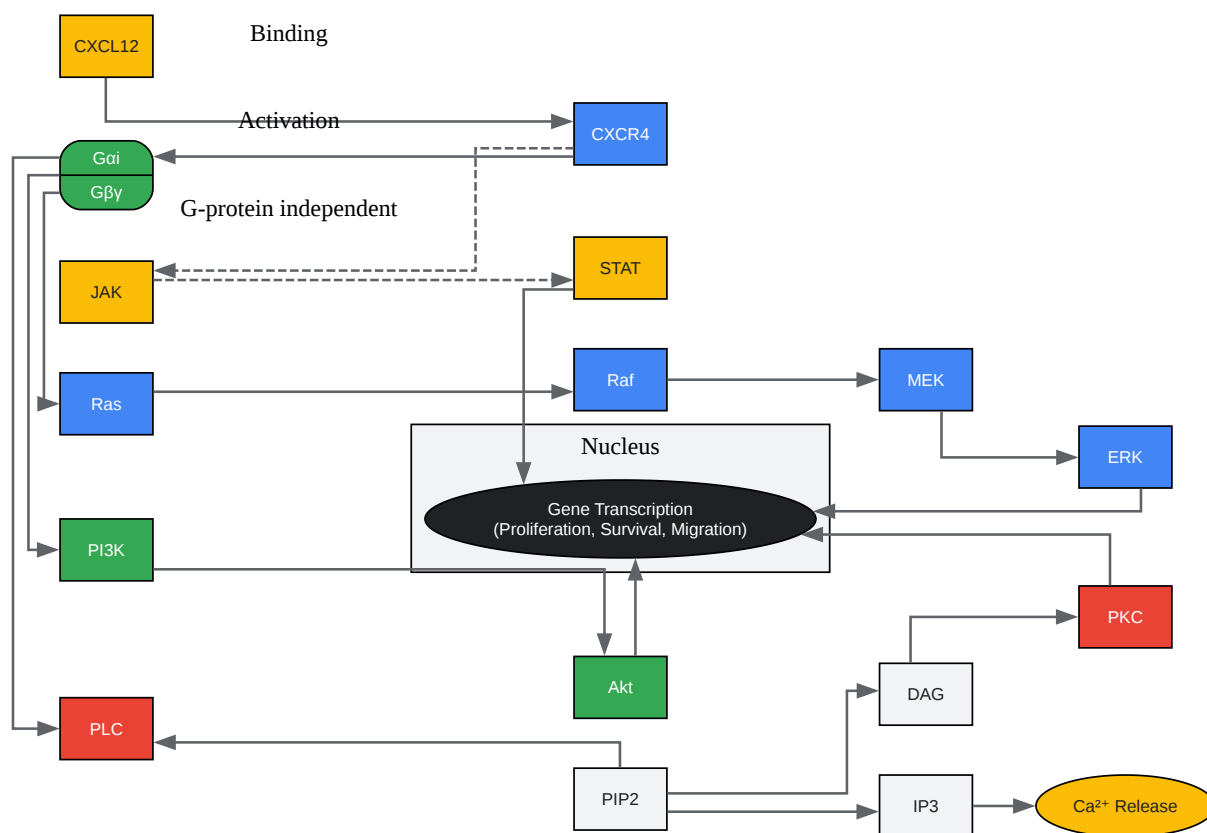 CXCL12
Binding
Activation
CXCR4
Gαi
Gβγ
G-protein independent
JAK
STAT
Ras
Raf
MEK
Nucleus
ERK
Gene Transcription
(Proliferation, Survival, Migration)
PI3K
PKC
Akt
DAG
PLC
PIP2
IP3
Ca²⁺ Release